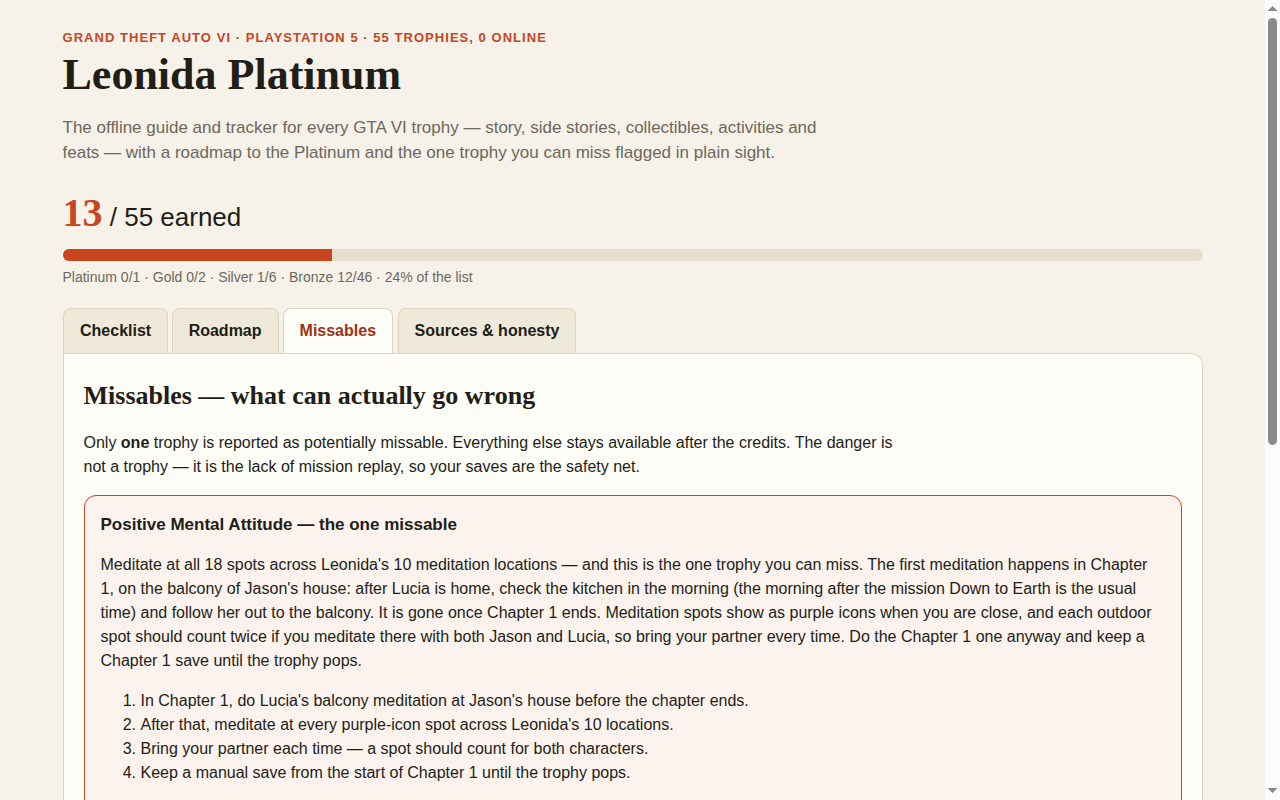 GRAND THEFT AUTO VI · PLAYSTATION 5 · 55 TROPHIES, 0 ONLINE
Leonida Platinum
The offline guide and tracker for every GTA VI trophy — story, side stories, collectibles, activities and
feats — with a roadmap to the Platinum and the one trophy you can miss flagged in plain sight.
13 / 55 earned
Platinum 0/1 · Gold 0/2 · Silver 1/6 · Bronze 12/46 · 24% of the list
Checklist Roadmap Missables Sources & honesty
Missables — what can actually go wrong
Only one trophy is reported as potentially missable. Everything else stays available after the credits. The danger is
not a trophy — it is the lack of mission replay, so your saves are the safety net.
Positive Mental Attitude — the one missable
Meditate at all 18 spots across Leonida's 10 meditation locations — and this is the one trophy you can miss. The first meditation happens in Chapter
1, on the balcony of Jason's house: after Lucia is home, check the kitchen in the morning (the morning after the mission Down to Earth is the usual
time) and follow her out to the balcony. It is gone once Chapter 1 ends. Meditation spots show as purple icons when you are close, and each outdoor
spot should count twice if you meditate there with both Jason and Lucia, so bring your partner every time. Do the Chapter 1 one anyway and keep a
Chapter 1 save until the trophy pops.
1. In Chapter 1, do Lucia's balcony meditation at Jason's house before the chapter ends.
2. After that, meditate at every purple-icon spot across Leonida's 10 locations.
3. Bring your partner each time — a spot should count for both characters.
4. Keep a manual save from the start of Chapter 1 until the trophy pops.